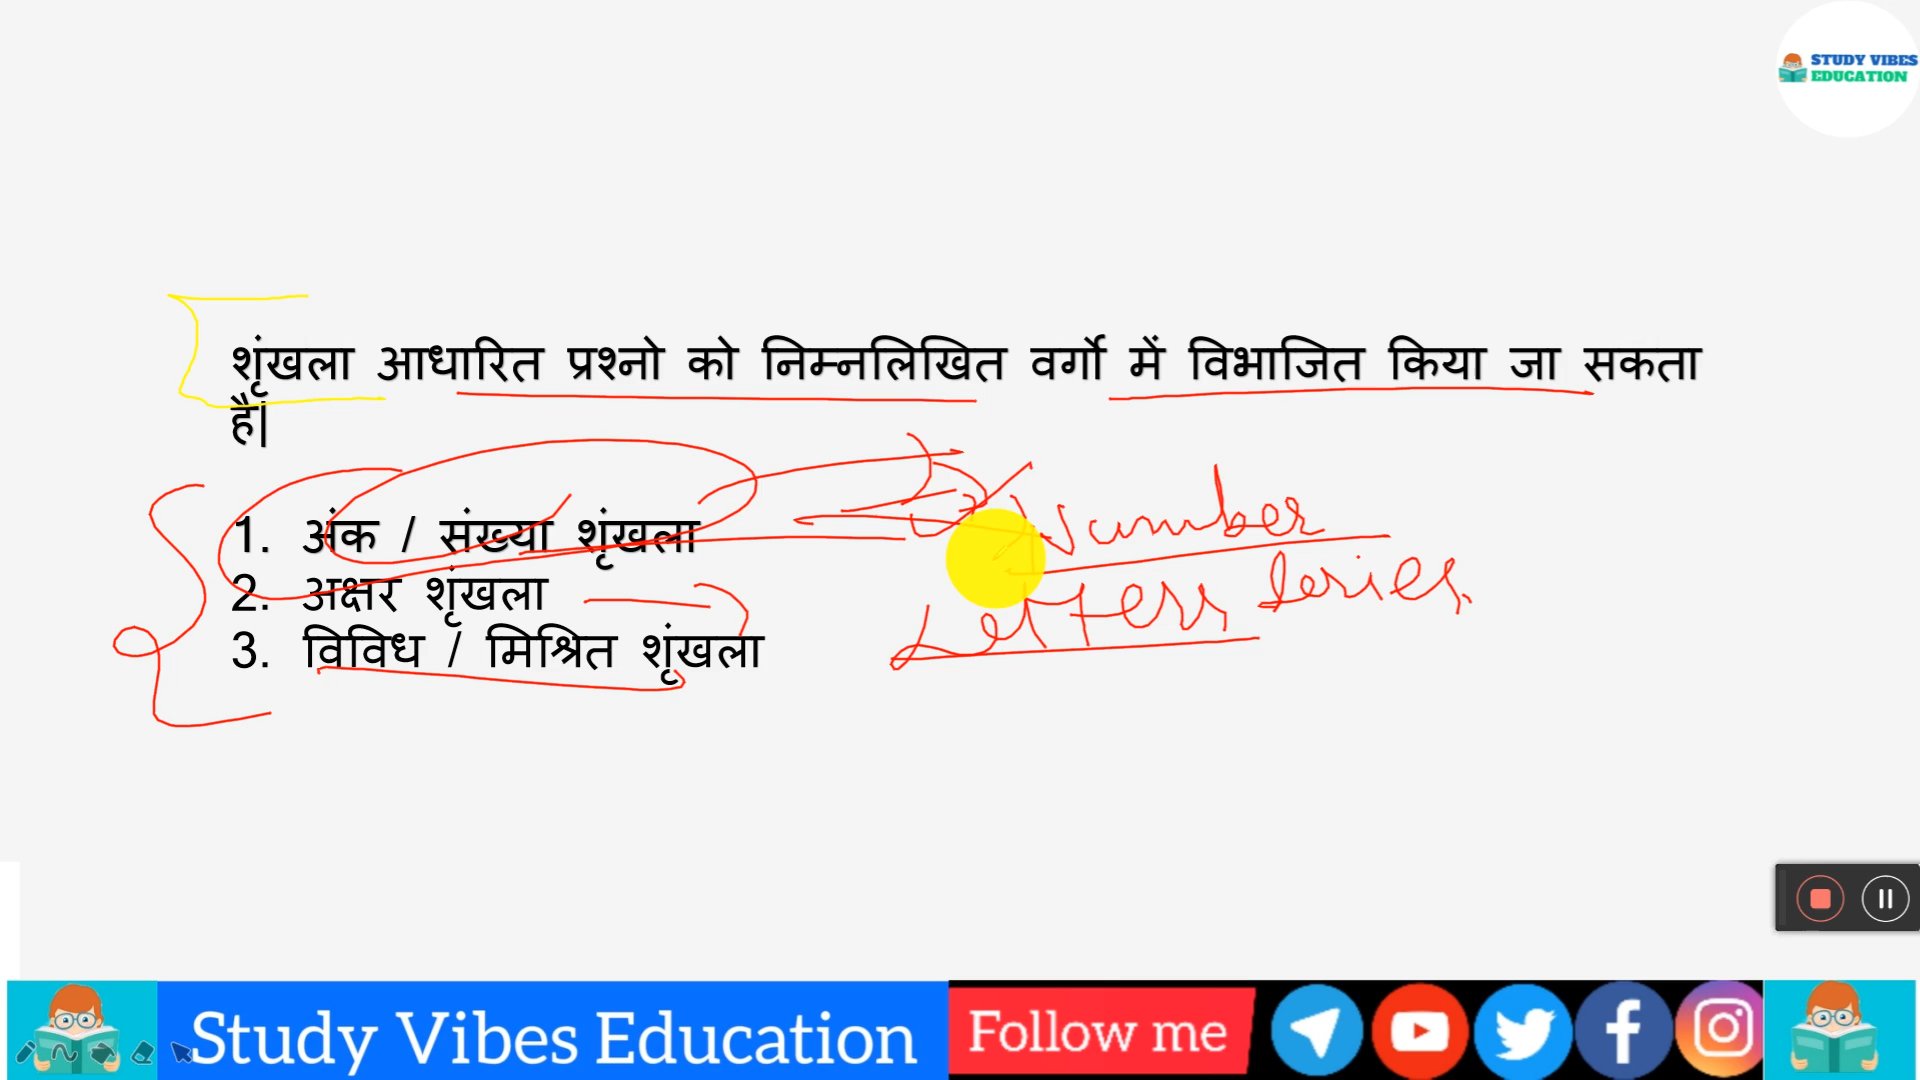 STUDY VIBES
EDUCATION
शृंखला आधारित प्रश्नो को निम्नलिखित वर्गो में विभाजित किया जा सकता
है|
1. अंक / संख्या शृंखला
Number
2. अक्षर शृंखला
Letters Series
3. विविध / मिश्रित शृंखला
Study Vibes Education
Follow me